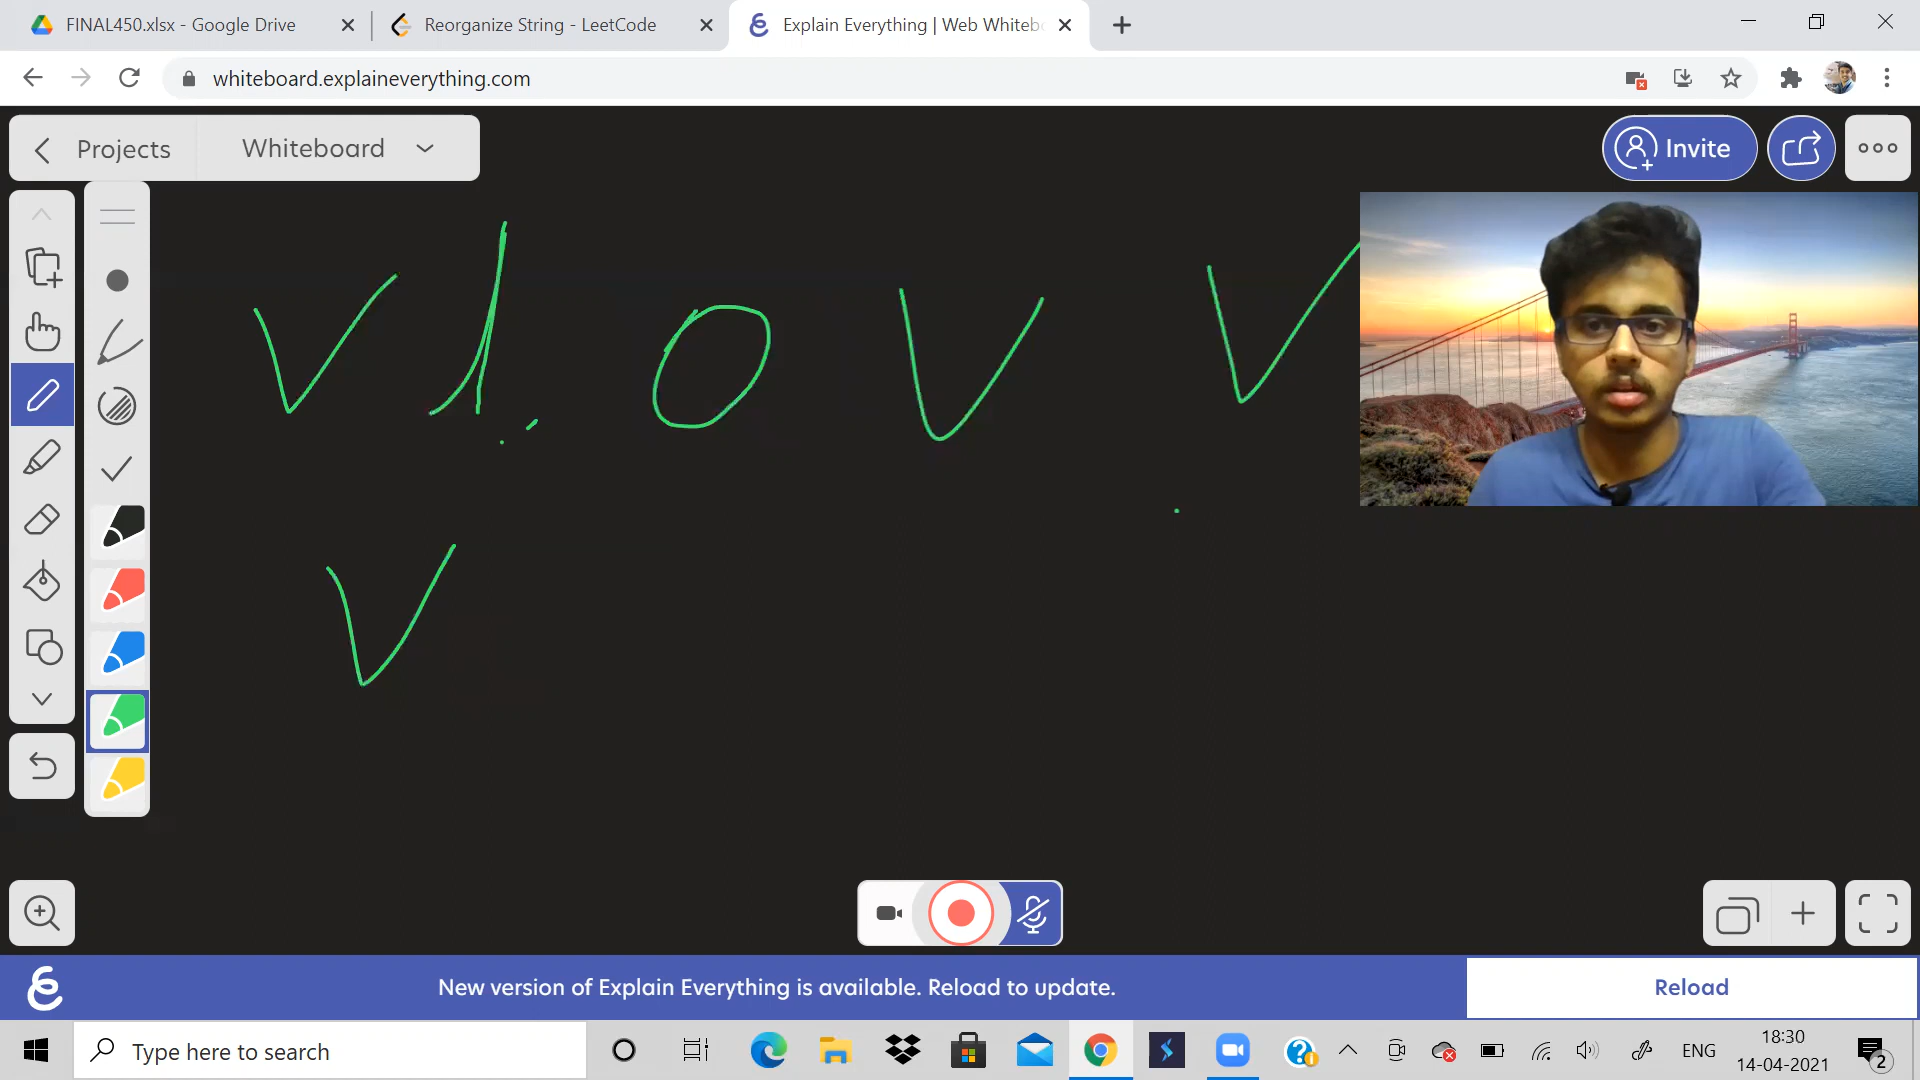 FINAL450.xlsx - Google Drive
Reorganize String - LeetCode
Explain Everything | Web Whiteb
whiteboard.explaineverything.com
Projects
Whiteboard
Invite
V l o V V
V
New version of Explain Everything is available. Reload to update.
Reload
Type here to search
ENG
18:30
14-04-2021
2